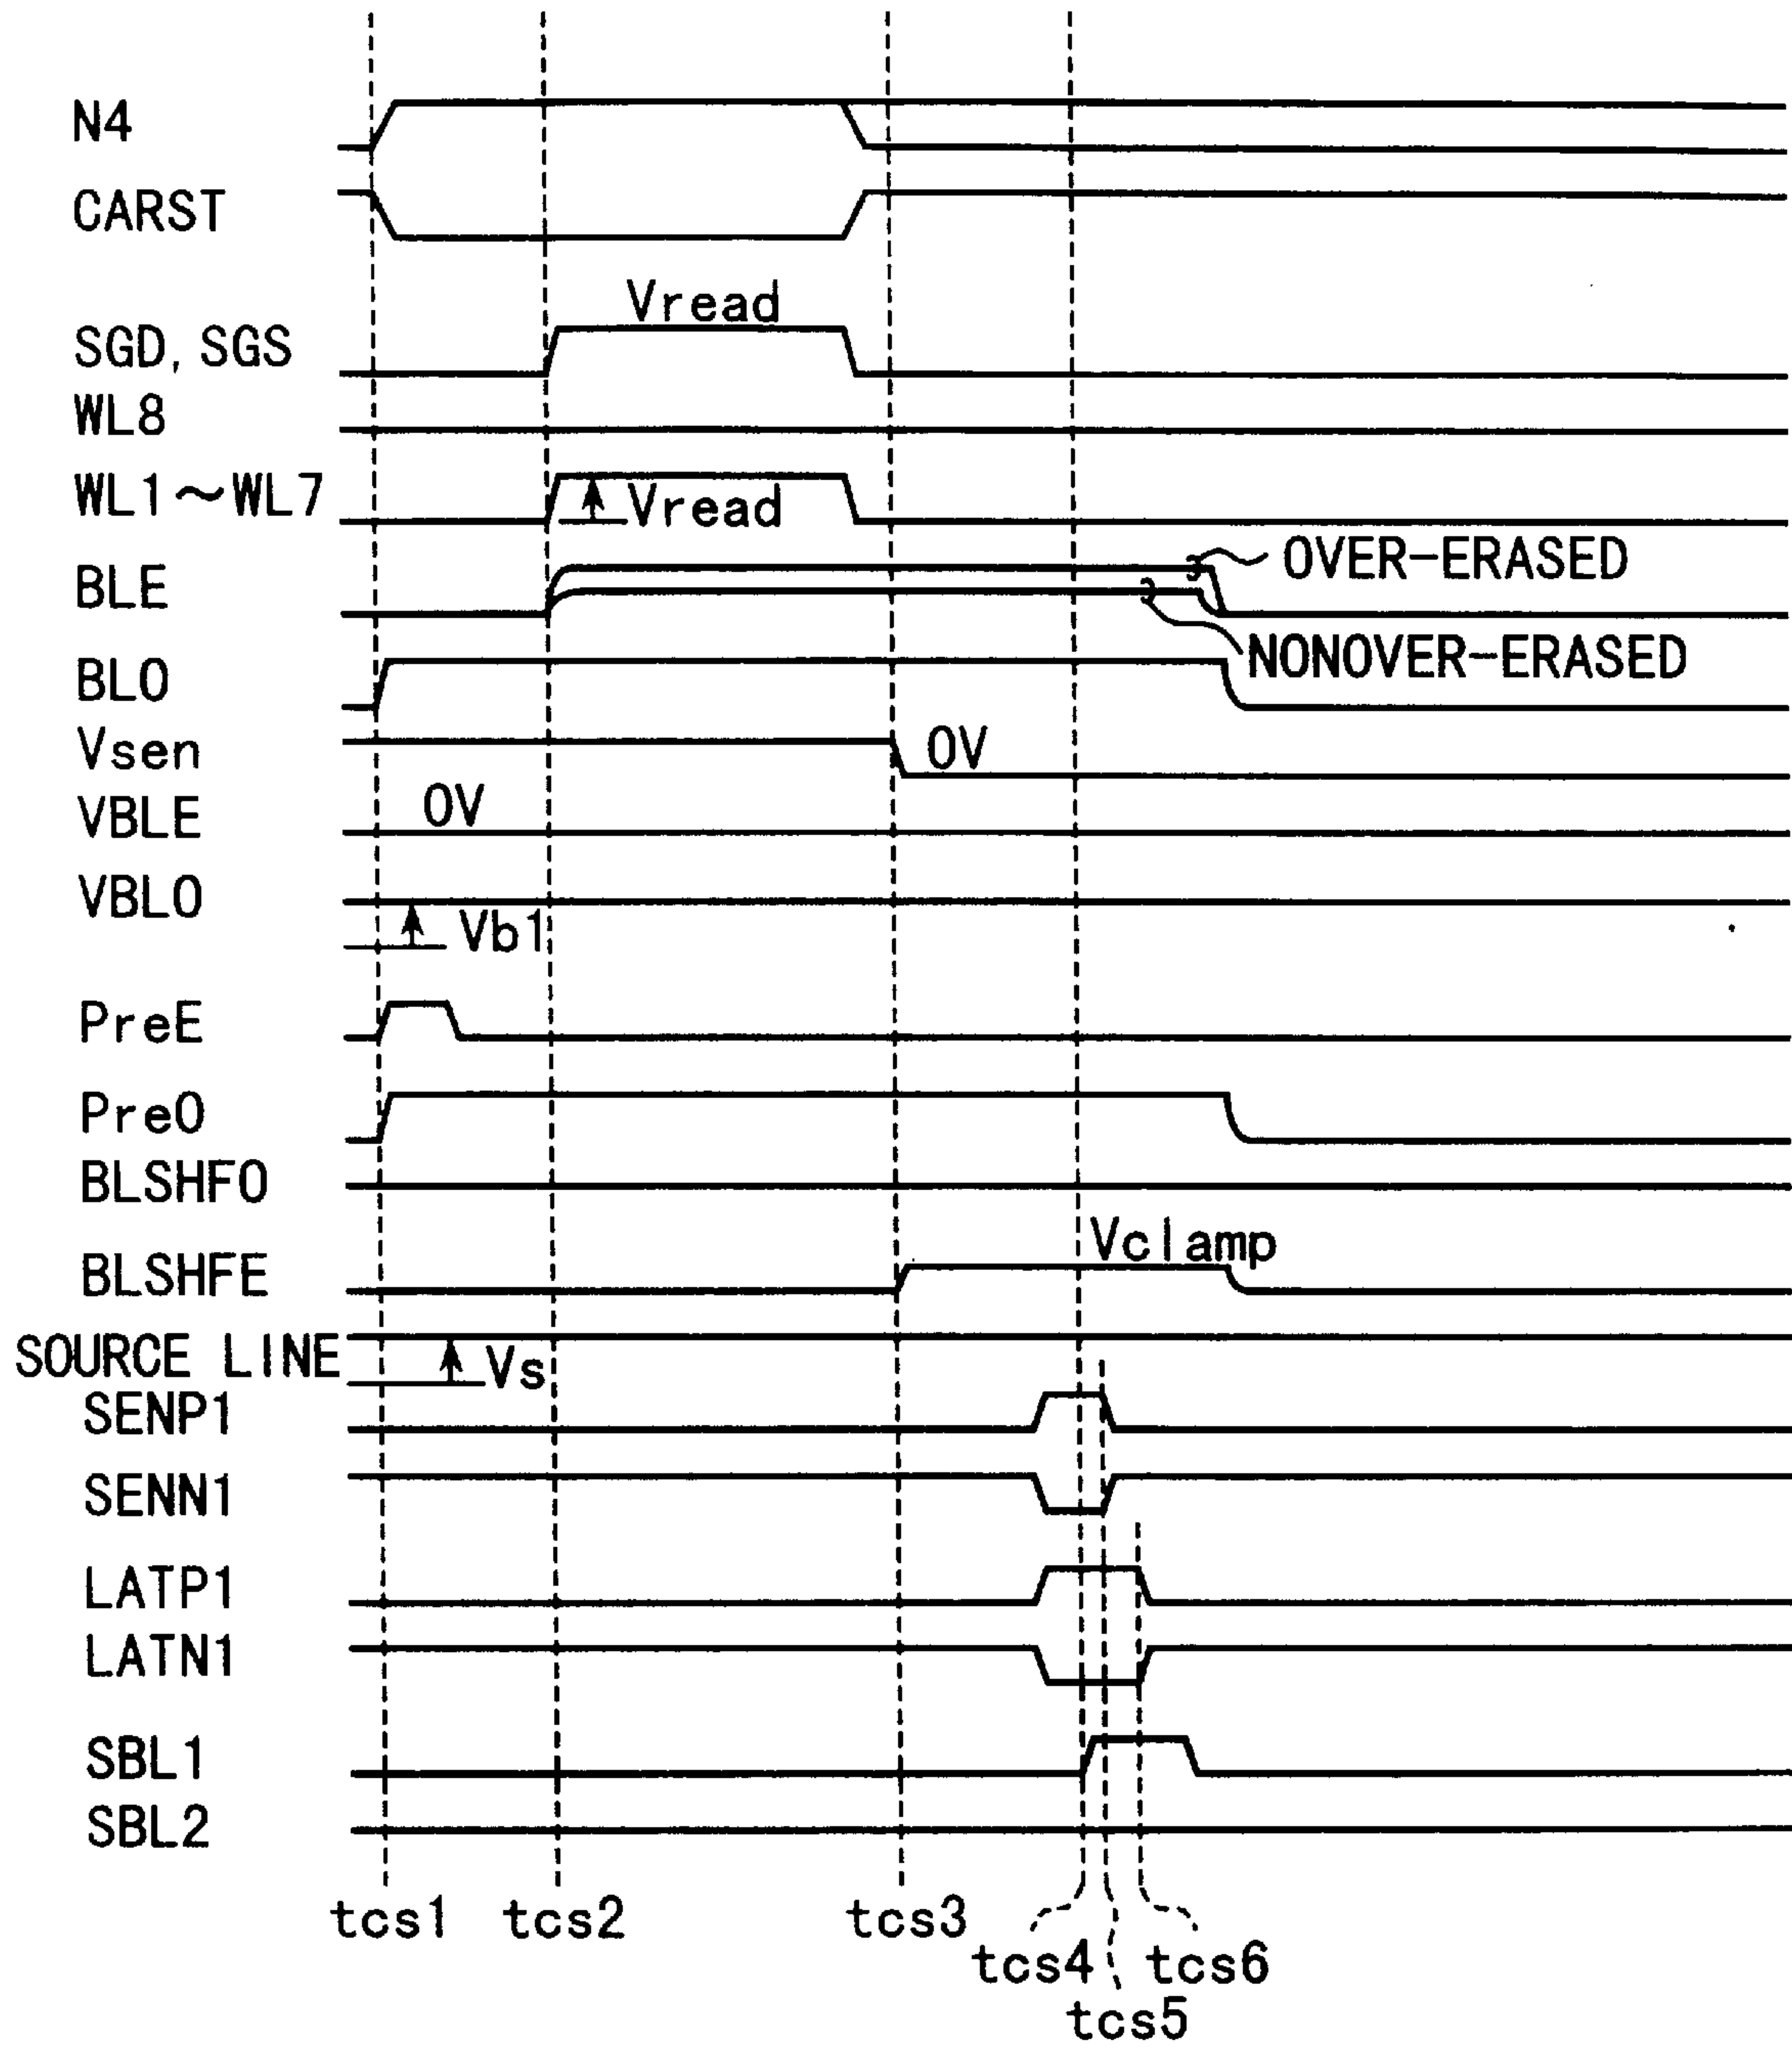 N4
CARST
Vread
SGD, SGS
WL8
WL1~WL7
Vread
OVER-ERASED
BLE
NONOVER-ERASED
BLO
Vsen
0V
VBLE
0V
VBLO
Vb1
PreE
PreO
BLSHFO
Vclamp
BLSHFE
SOURCE LINE
Vs
SENP1
SENN1
LATP1
LATN1
SBL1
SBL2
tcs1 tcs2 tcs3
tcs4 tcs6
tcs5